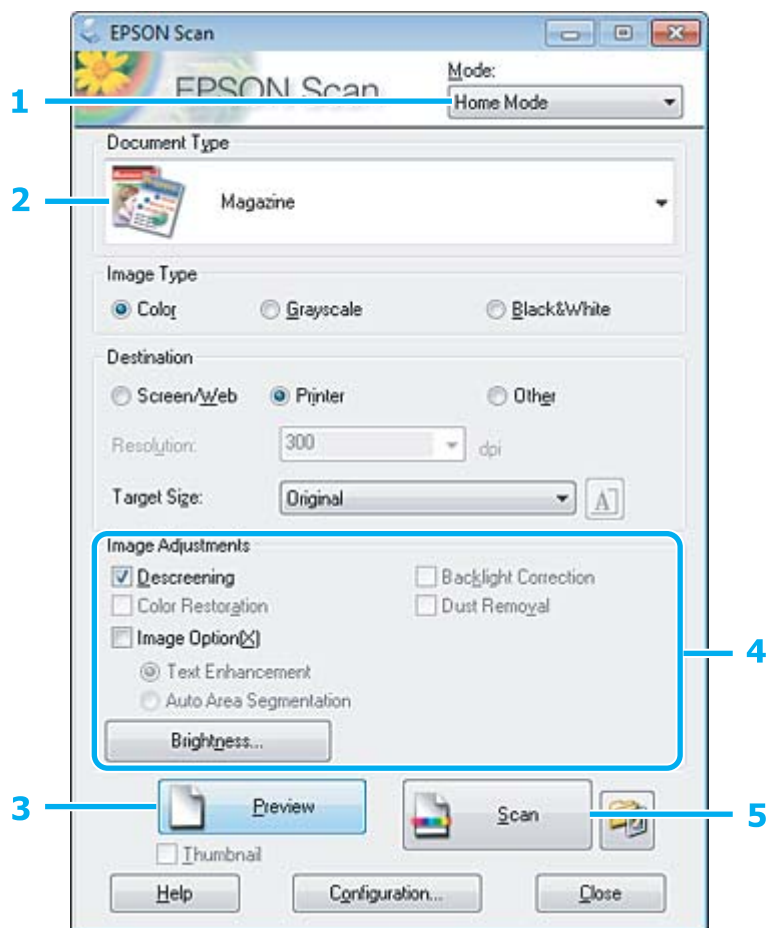 EPSON Scan
EPSON Scan
Mode:
1
Home Mode
Document Type
2
Magazine
Image Type
Color
Grayscale
Black&White
Destination
Screen/Web
Printer
Other
Resolution:
300
dpi
Target Size:
Original
A
Image Adjustments
Descreening
Backlight Correction
Color Restoration
Dust Removal
Image Option(X)
4
Text Enhancement
Auto Area Segmentation
Brightness...
3
Preview
Scan
5
Thumbnail
Help
Configuration...
Close